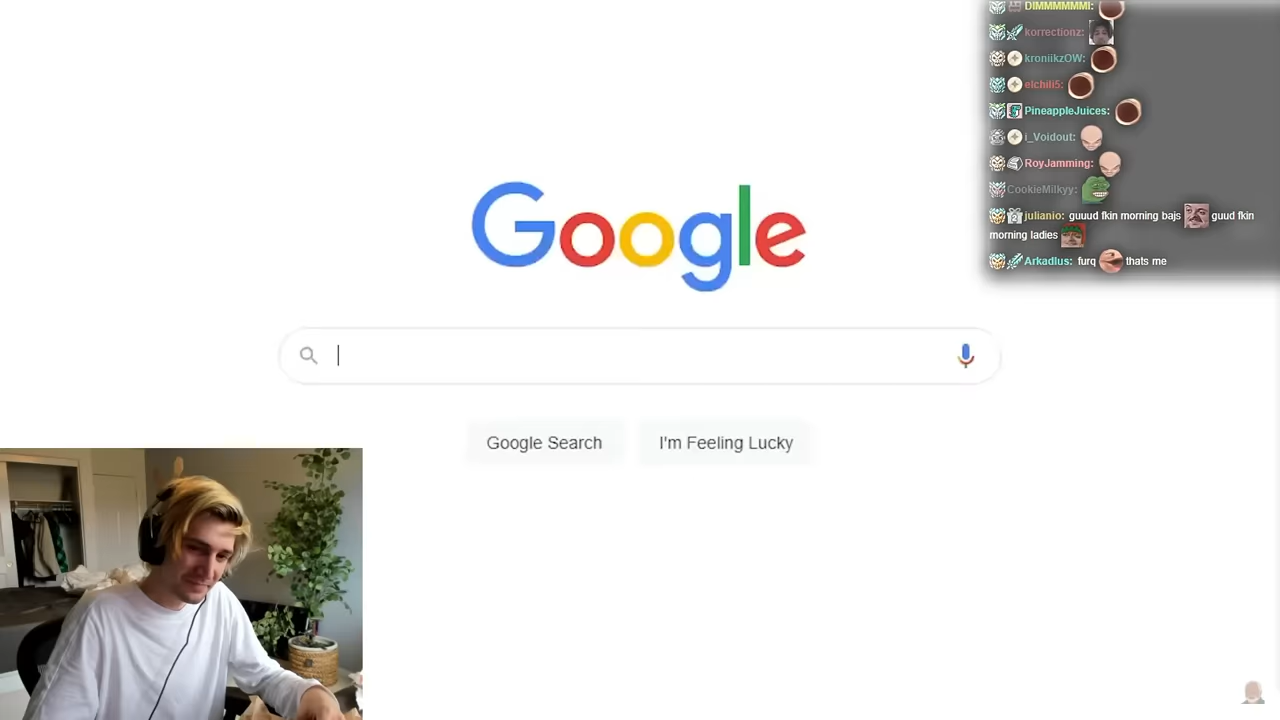 DIMMMMMMI:
korrectionz:
kroniikzOW:
elchili5:
PineappleJuices:
i_Voidout:
RoyJamming:
CookieMilkyy:
julianio: guuud fkin morning bajs guud fkin
morning ladies
Arkadlus: furq thats me
Google
Google Search
I'm Feeling Lucky